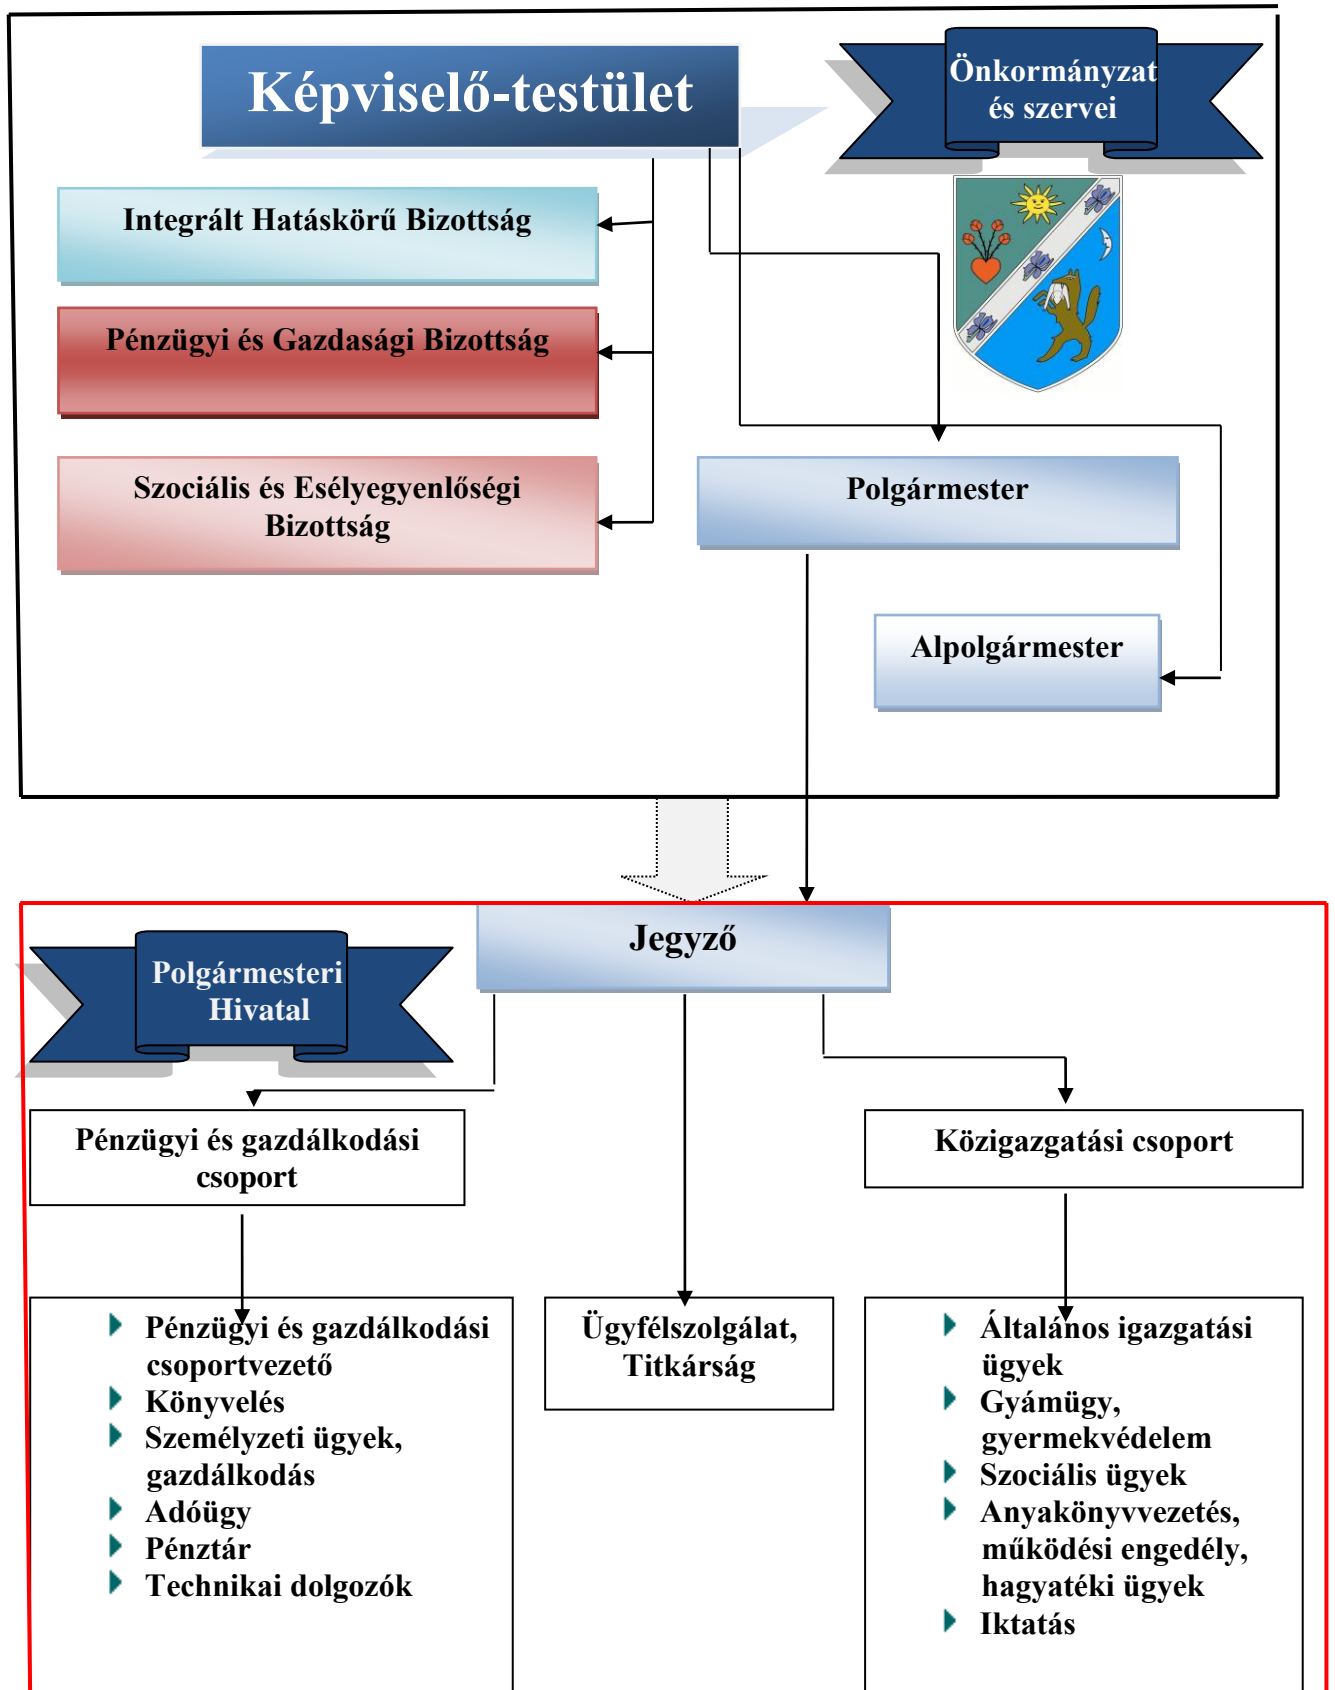 Képviselő-testület
Önkormányzat
és szervei
Integrált Hatáskörű Bizottság
Pénzügyi és Gazdasági Bizottság
Szociális és Esélyegyenlőségi
Bizottság
Polgármester
Alpolgármester
Jegyző
Polgármesteri
Hivatal
Pénzügyi és gazdálkodási
csoport
Közigazgatási csoport
Pénzügyi és gazdálkodási
csoportvezető
Könyvelés
Személyzeti ügyek,
gazdálkodás
Adóügy
Pénztár
Technikai dolgozók
Ügyfélszolgálat,
Titkárság
Általános igazgatási
ügyek
Gyámügy,
gyermekvédelem
Szociális ügyek
Anyakönyvvezetés,
működési engedély,
hagyatéki ügyek
Iktatás